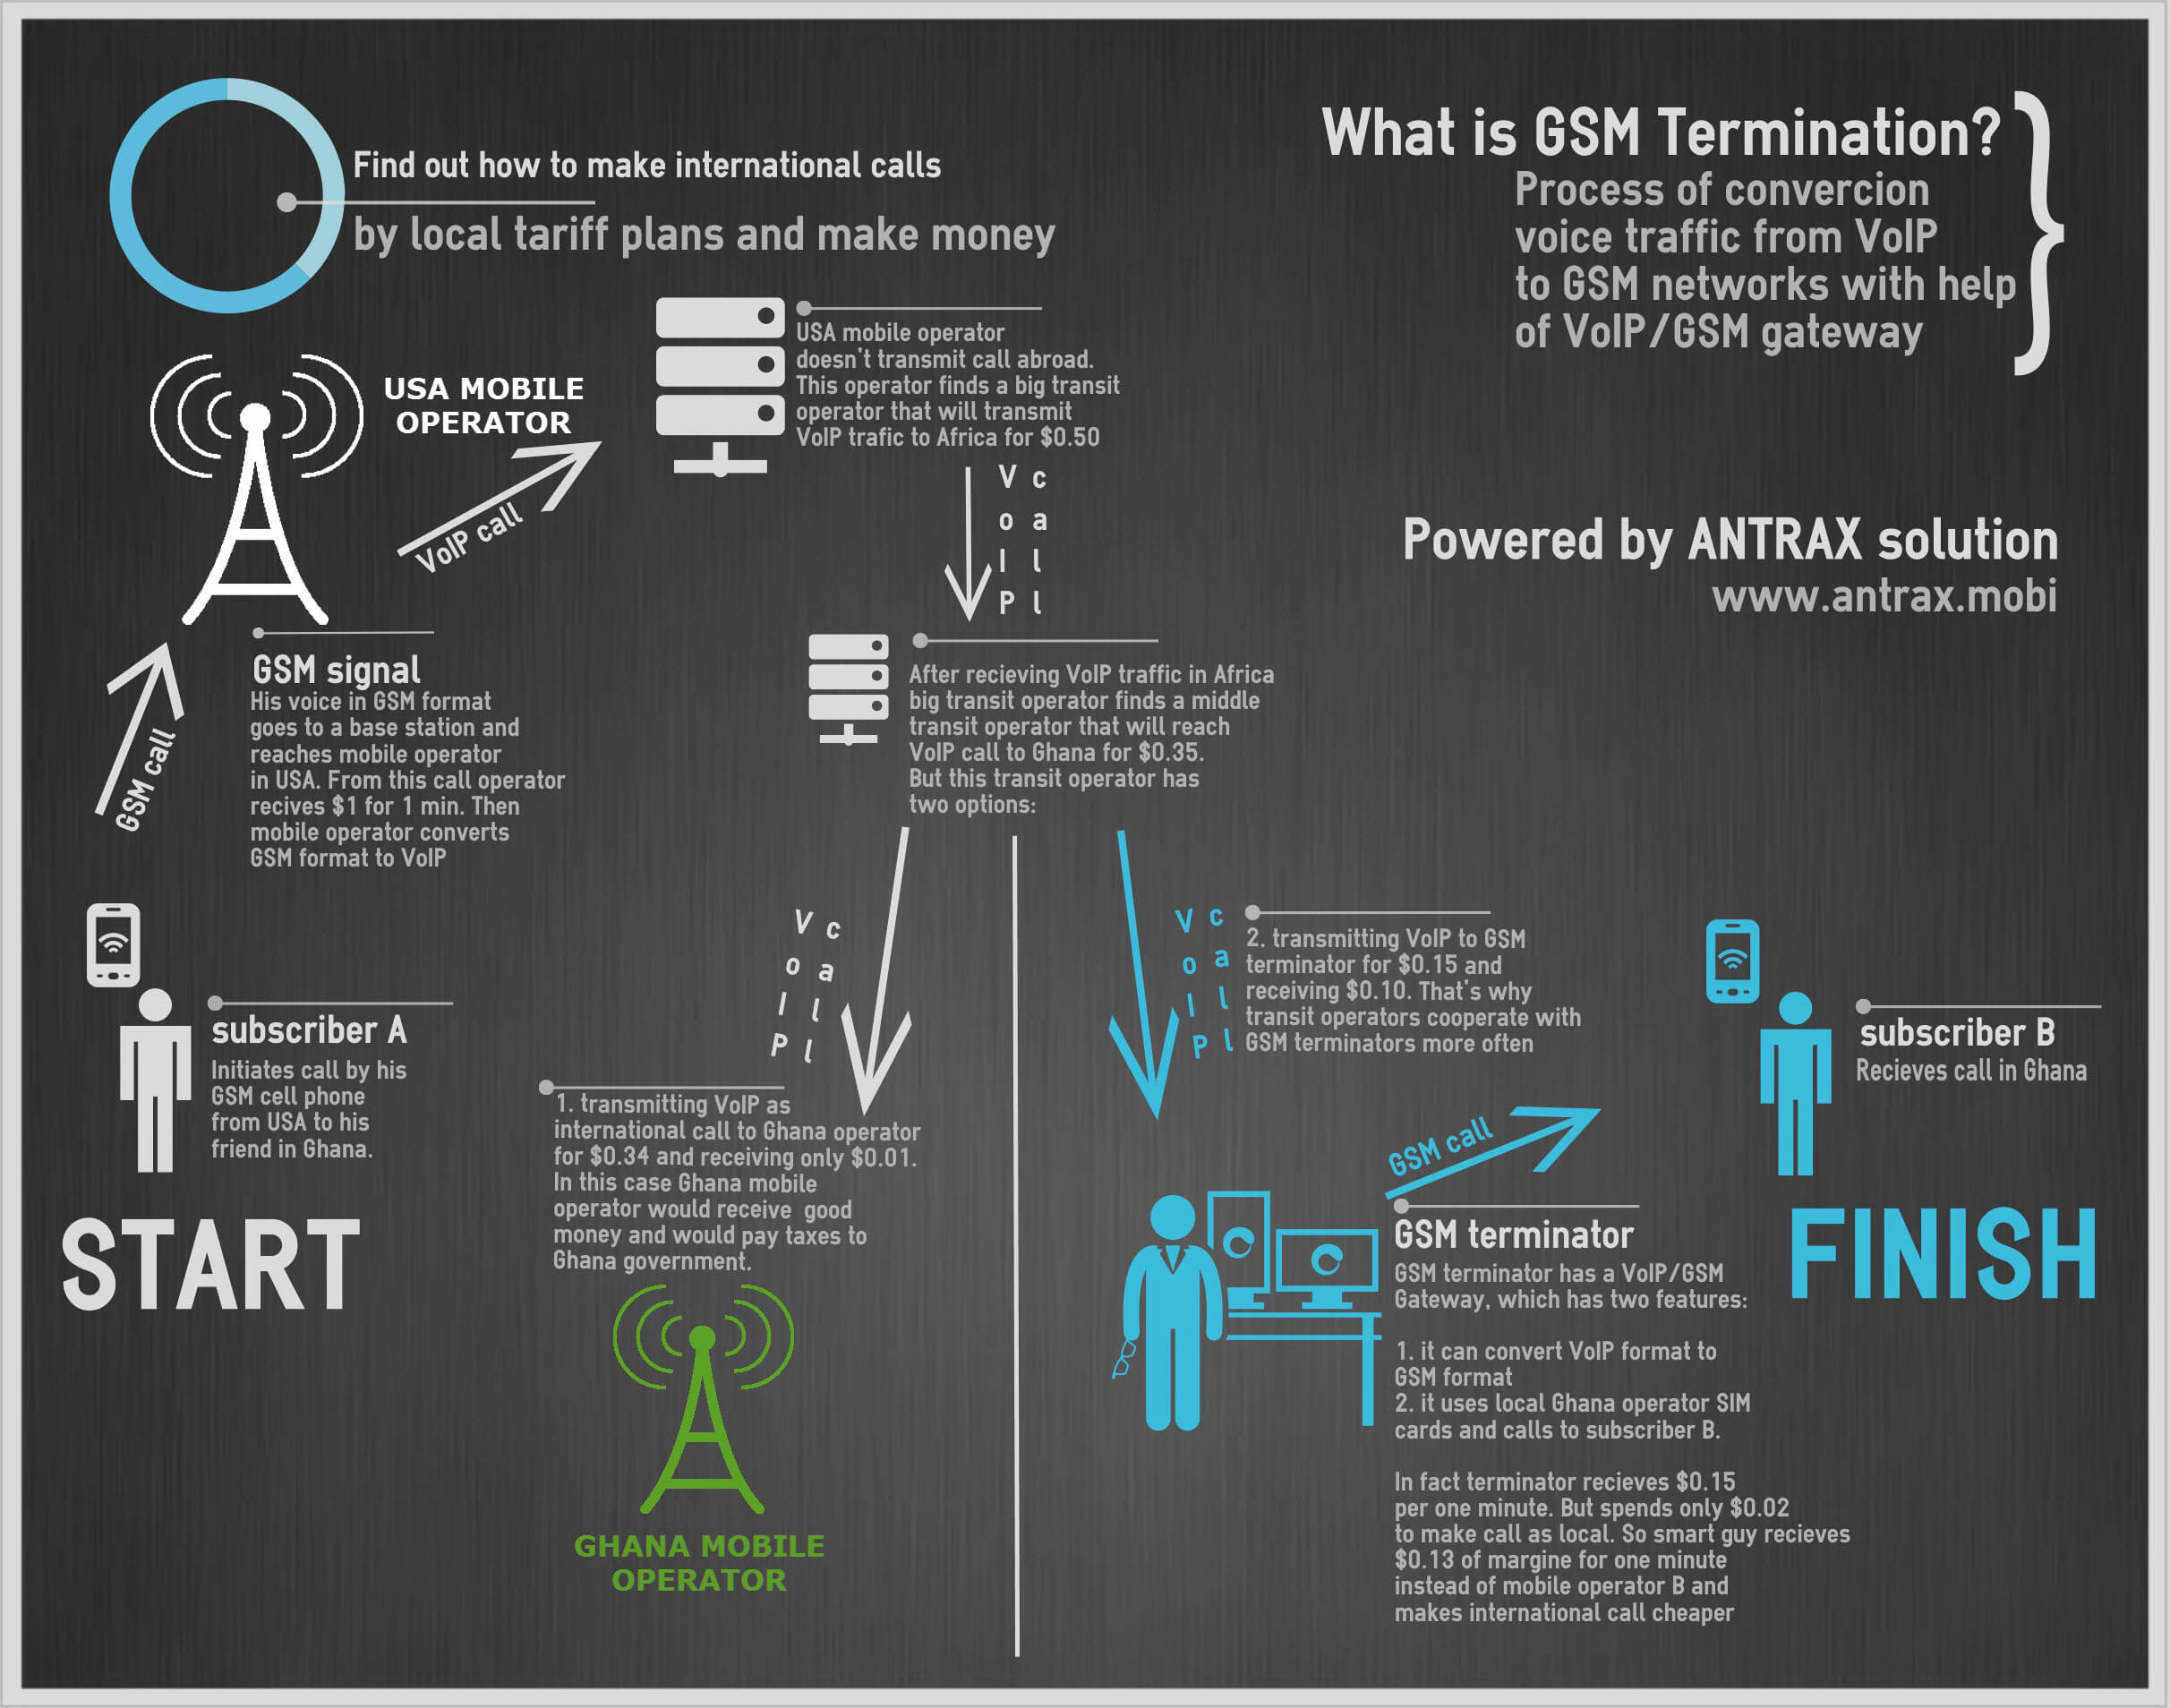 Find out how to make international calls
by local tariff plans and make money
What is GSM Termination?
Process of convercion
voice traffic from VoIP
to GSM networks with help
of VoIP/GSM gateway
Powered by ANTRAX solution
www.antrax.mobi
USA MOBILE
OPERATOR
VoIP call
USA mobile operator
doesn't transmit call abroad.
This operator finds a big transit
operator that will transmit
VoIP trafic to Africa for $0.50
VoIP call
GSM call
GSM signal
His voice in GSM format
goes to a base station and
reaches mobile operator
in USA. From this call operator
recives $1 for 1 min. Then
mobile operator converts
GSM format to VoIP
After recieving VoIP traffic in Africa
big transit operator finds a middle
transit operator that will reach
VoIP call to Ghana for $0.35.
But this transit operator has
two options:
subscriber A
Initiates call by his
GSM cell phone
from USA to his
friend in Ghana.
START
VoIP call
1. transmitting VoIP as
international call to Ghana operator
for $0.34 and receiving only $0.01.
In this case Ghana mobile
operator would receive good
money and would pay taxes to
Ghana government.
GHANA MOBILE
OPERATOR
VoIP call
2. transmitting VoIP to GSM
terminator for $0.15 and
receiving $0.10. That's why
transit operators cooperate with
GSM terminators more often
GSM call
GSM terminator
GSM terminator has a VoIP/GSM
Gateway, which has two features:
1. it can convert VoIP format to
GSM format
2. it uses local Ghana operator SIM
cards and calls to subscriber B.
In fact terminator recieves $0.15
per one minute. But spends only $0.02
to make call as local. So smart guy recieves
$0.13 of margine for one minute
instead of mobile operator B and
makes international call cheaper
subscriber B
Recieves call in Ghana
FINISH